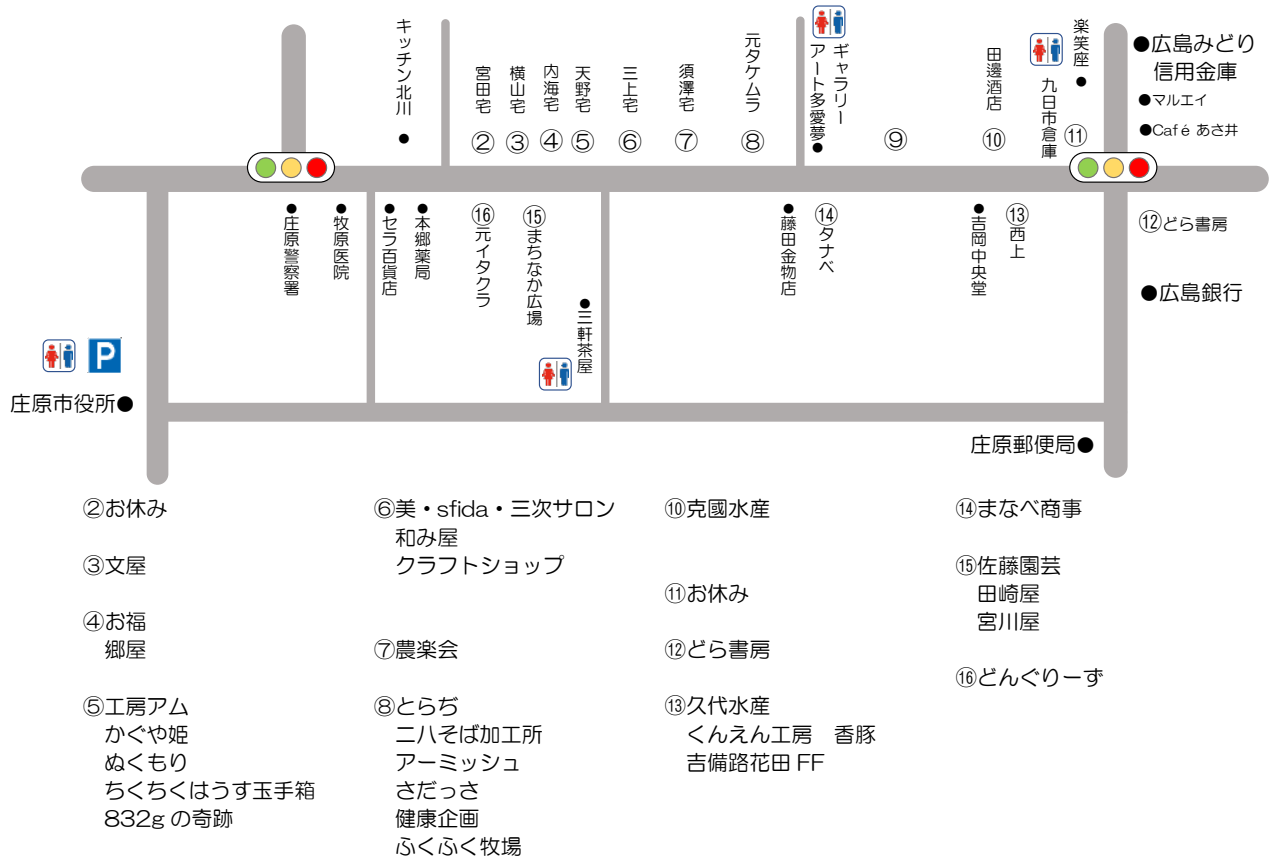 キッチン北川
宮田宅
②
横山宅
③
内海宅
④
天野宅
⑤
三上宅
⑥
須澤宅
⑦
元タケムラ
⑧
ギャラリー
アート多愛夢
⑨
田邊酒店
⑩
九日市倉庫
楽笑座
⑪
●広島みどり
信用金庫
●マルエイ
●Café あさ井
●庄原警察署
●牧原医院
●セラ百貨店
●本郷薬局
⑯元イタクラ
⑮まちなか広場
●三軒茶屋
●藤田金物店
⑭タナベ
●吉岡中央堂
⑬西上
⑫どら書房
●広島銀行
P
庄原市役所●
庄原郵便局●
②お休み
③文屋
④お福
郷屋
⑤工房アム
かぐや姫
ぬくもり
ちくちくはうす玉手箱
832g の奇跡
⑥美・sfida・三次サロン
和み屋
クラフトショップ
⑦農楽会
⑧とらぢ
二八そば加工所
アーミッシュ
さだっさ
健康企画
ふくふく牧場
⑩克國水産
⑪お休み
⑫どら書房
⑬久代水産
くんえん工房　香豚
吉備路花田 FF
⑭まなべ商事
⑮佐藤園芸
田崎屋
宮川屋
⑯どんぐりーず